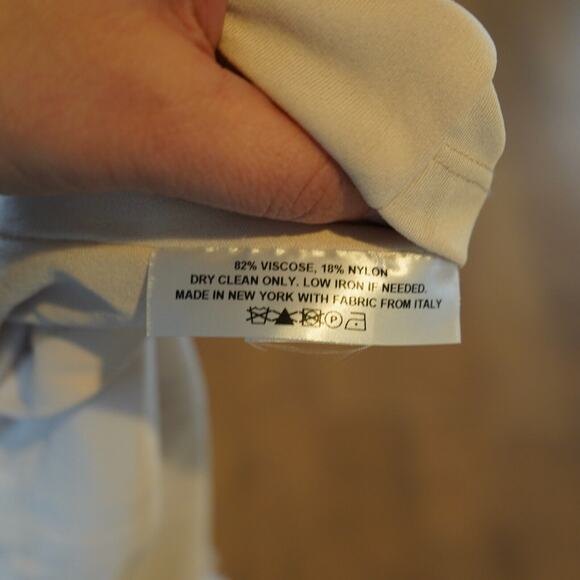 82% VISCOSE, 18% NYLON
DRY CLEAN ONLY. LOW IRON IF NEEDED.
MADE IN NEW YORK WITH FABRIC FROM ITALY
P